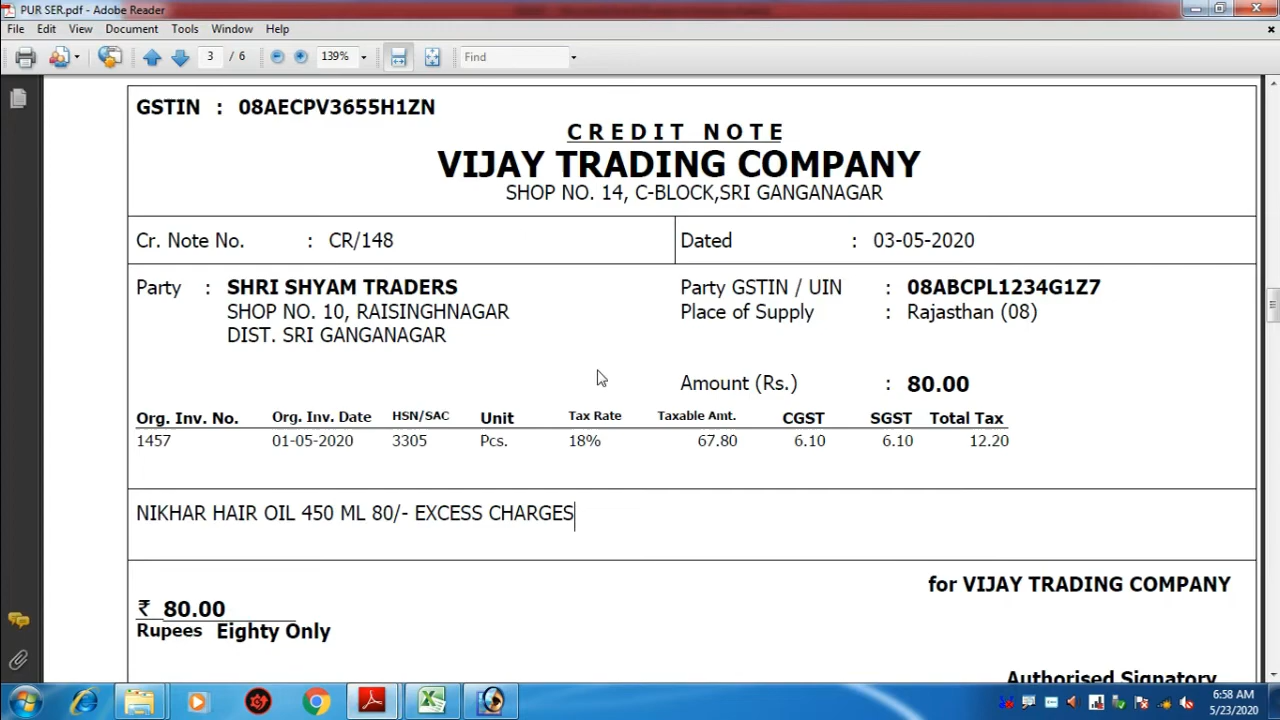 PUR SER.pdf - Adobe Reader
File Edit View Document Tools Window Help
3 / 6 139% Find
GSTIN : 08AECPV3655H1ZN
CREDIT NOTE
VIJAY TRADING COMPANY
SHOP NO. 14, C-BLOCK,SRI GANGANAGAR
Cr. Note No. : CR/148 Dated : 03-05-2020
Party : SHRI SHYAM TRADERS Party GSTIN / UIN : 08ABCPL1234G1Z7
SHOP NO. 10, RAISINGHNAGAR Place of Supply : Rajasthan (08)
DIST. SRI GANGANAGAR
Amount (Rs.) : 80.00
Org. Inv. No. Org. Inv. Date HSN/SAC Unit Tax Rate Taxable Amt. CGST SGST Total Tax
1457 01-05-2020 3305 Pcs. 18% 67.80 6.10 6.10 12.20
NIKHAR HAIR OIL 450 ML 80/- EXCESS CHARGES
for VIJAY TRADING COMPANY
₹ 80.00
Rupees Eighty Only
Authorised Signatory
6:58 AM
5/23/2020